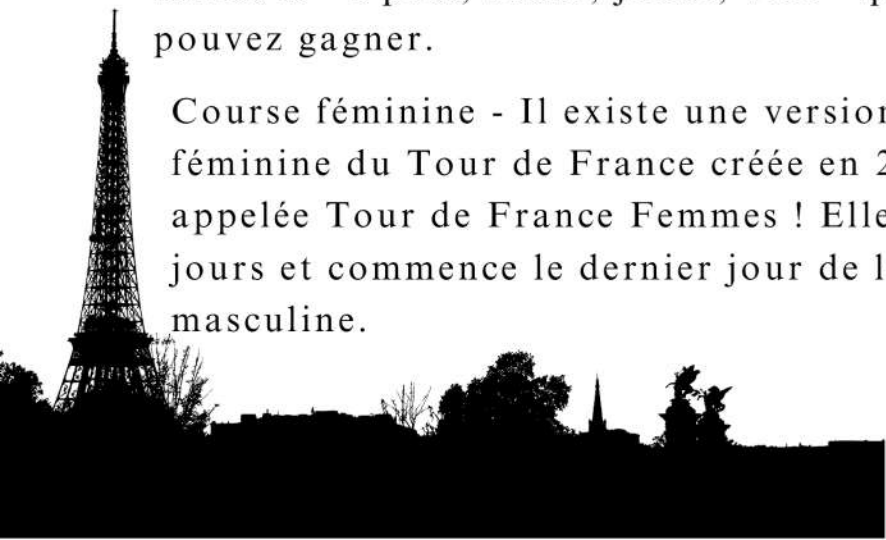 pouvez gagner.
Course féminine - Il existe une version
féminine du Tour de France créée en 2
appelée Tour de France Femmes ! Elle
jours et commence le dernier jour de l
masculine.